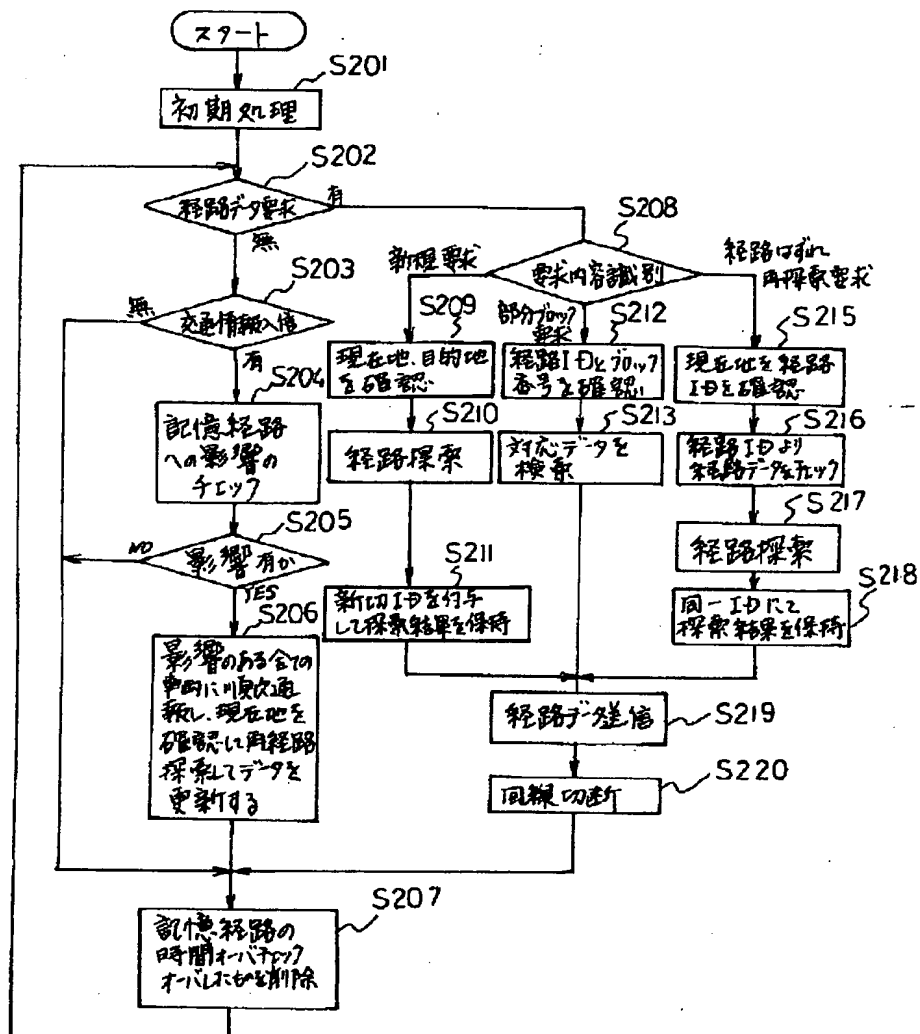 スタート
S201
初期処理
S202
経路データ要求
有
無
S203
交通情報入信
無
有
S204
記憶経路
への影響の
チェック
S205
影響有か
NO
YES
S206
影響のある全ての
車両に順次通
報し、現在地を
確認して再経路
探索してデータを
更新する
S207
記憶経路の
時間オーバチェック
オーバしたものを削除
S208
要求内容識別
新規要求
部分ブロック
要求
経路はずれ
再探索要求
S209
現在地、目的地
を確認
S210
経路探索
S211
新切IDを付与
して探索結果を保持
S212
経路IDとブロック
番号を確認
S213
対応データを
検索
S215
現在地を経路
IDを確認
S216
経路IDより
経路データをチェック
S217
経路探索
S218
同一IDにて
探索結果を保持
S219
経路データ送信
S220
回線切断